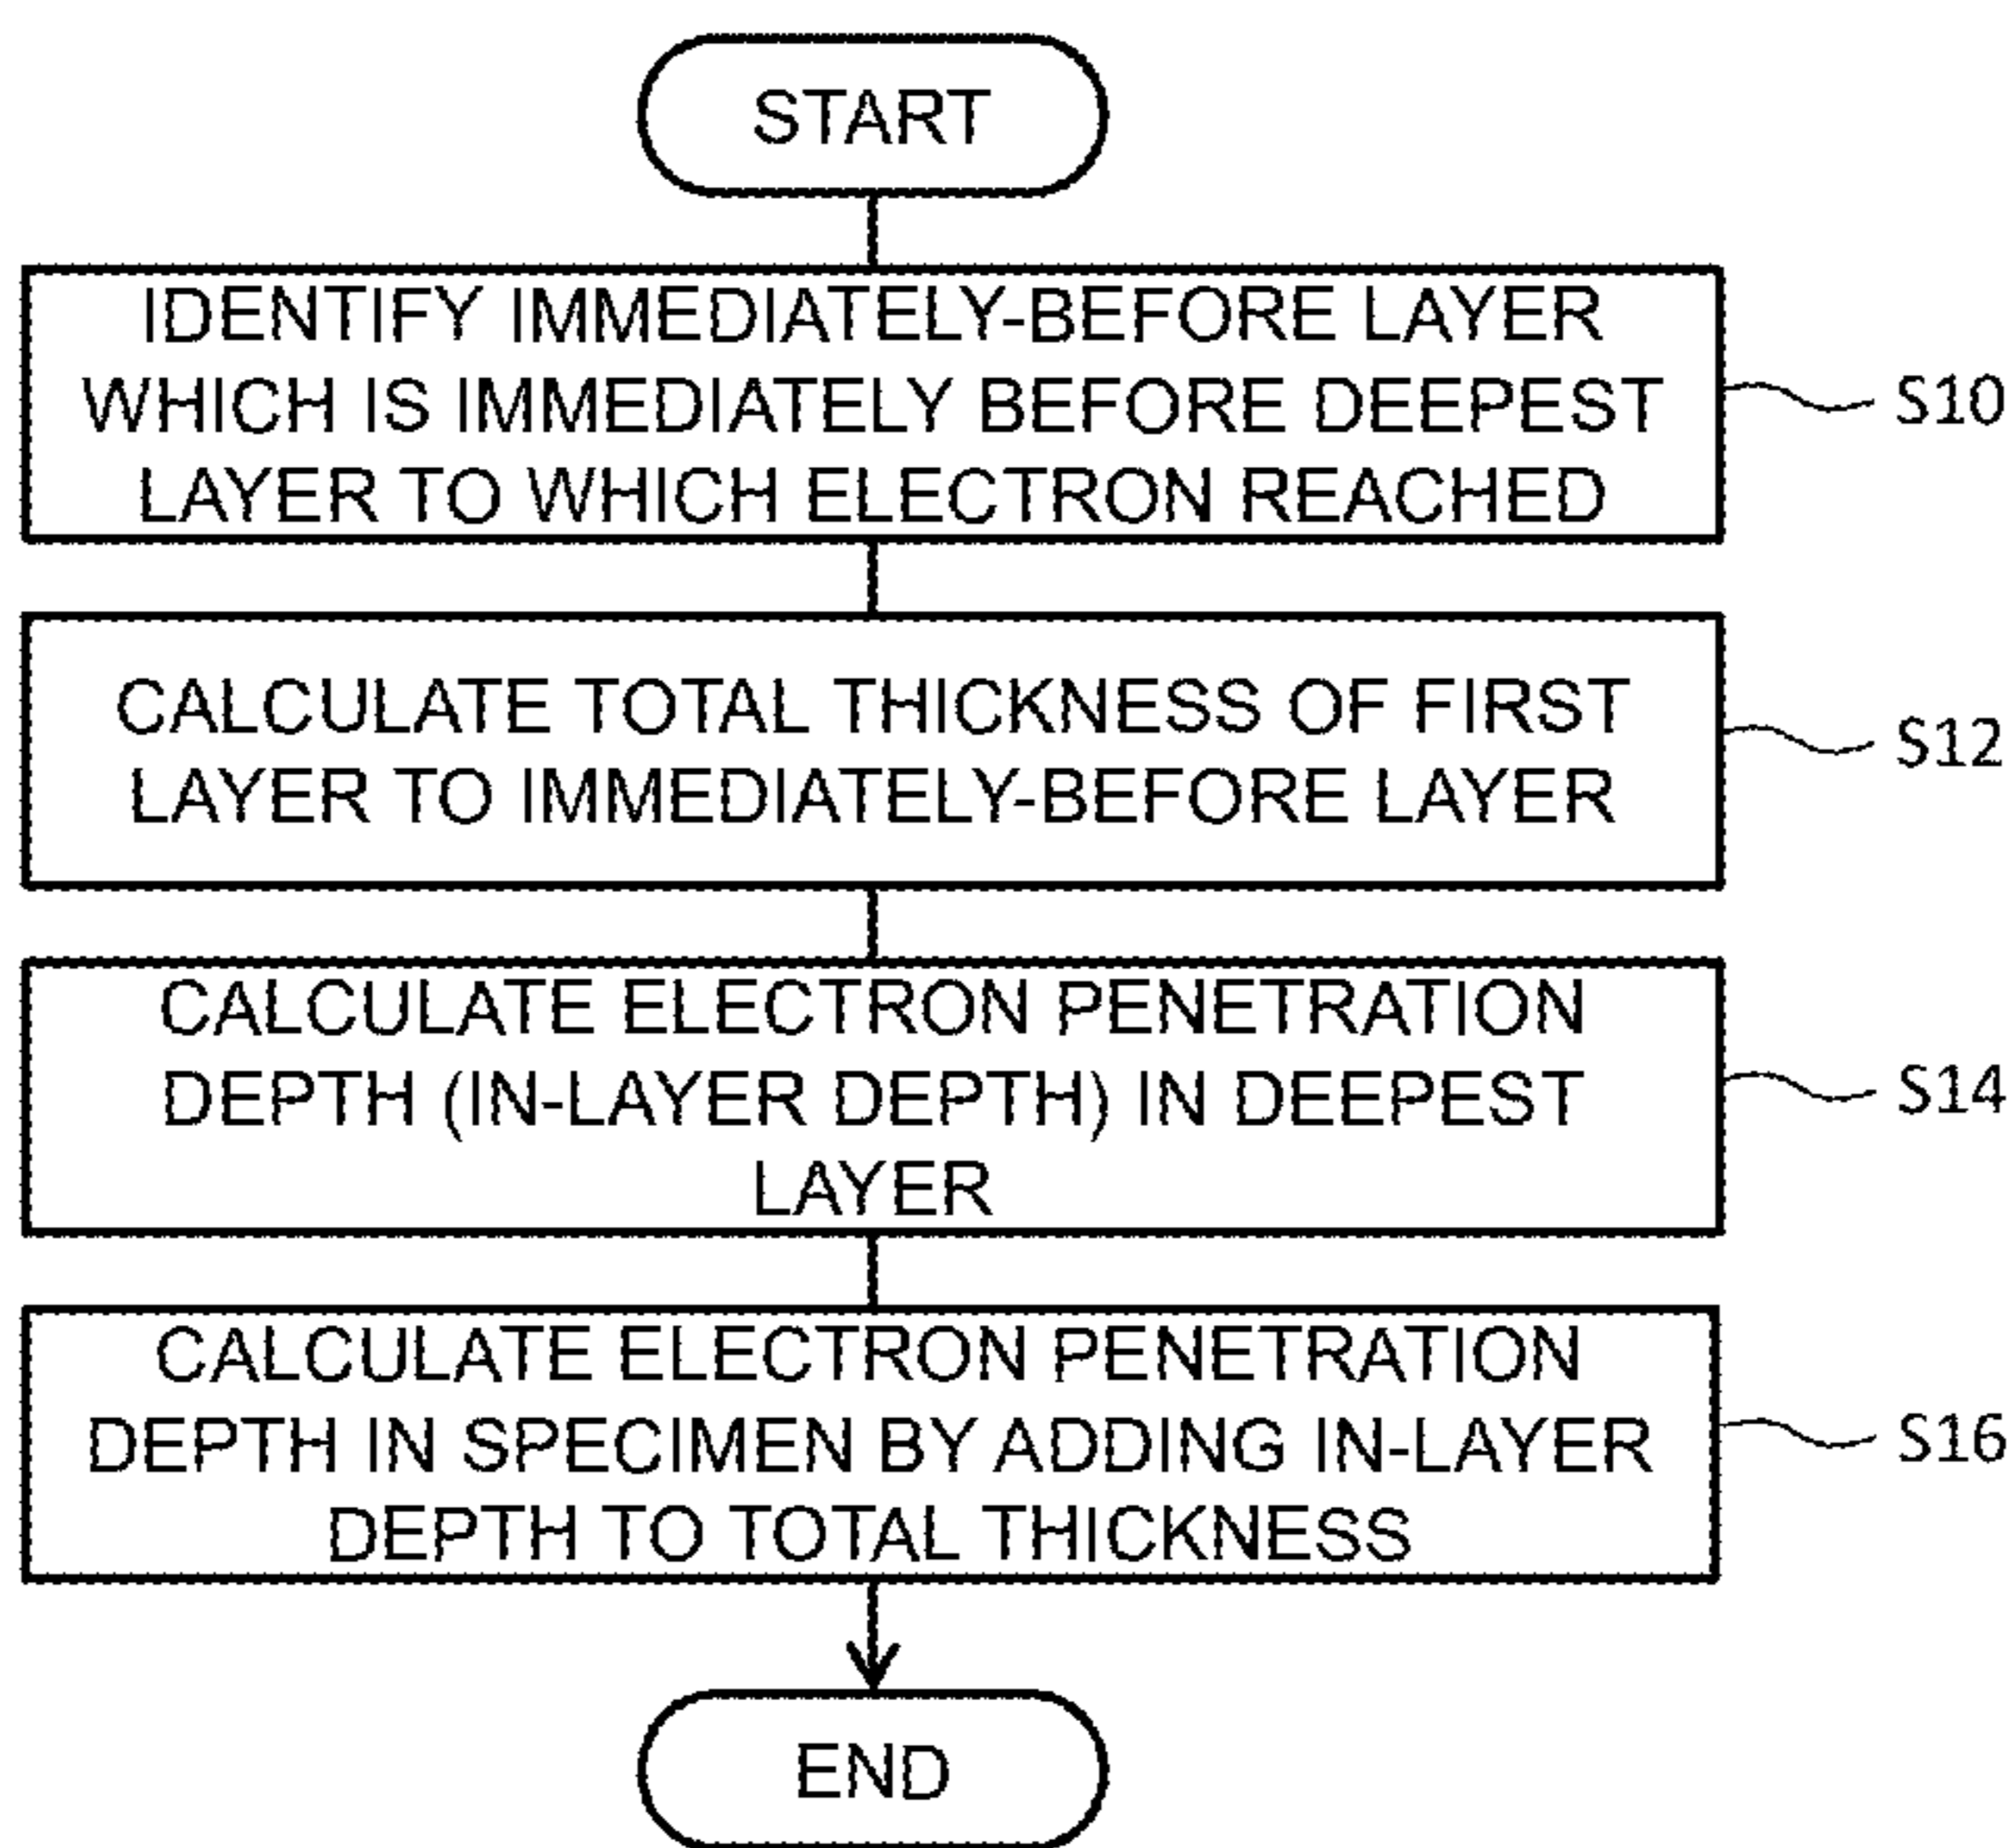 START
IDENTIFY IMMEDIATELY-BEFORE LAYER
WHICH IS IMMEDIATELY BEFORE DEEPEST
LAYER TO WHICH ELECTRON REACHED
S10
CALCULATE TOTAL THICKNESS OF FIRST
LAYER TO IMMEDIATELY-BEFORE LAYER
S12
CALCULATE ELECTRON PENETRATION
DEPTH (IN-LAYER DEPTH) IN DEEPEST
LAYER
S14
CALCULATE ELECTRON PENETRATION
DEPTH IN SPECIMEN BY ADDING IN-LAYER
DEPTH TO TOTAL THICKNESS
S16
END